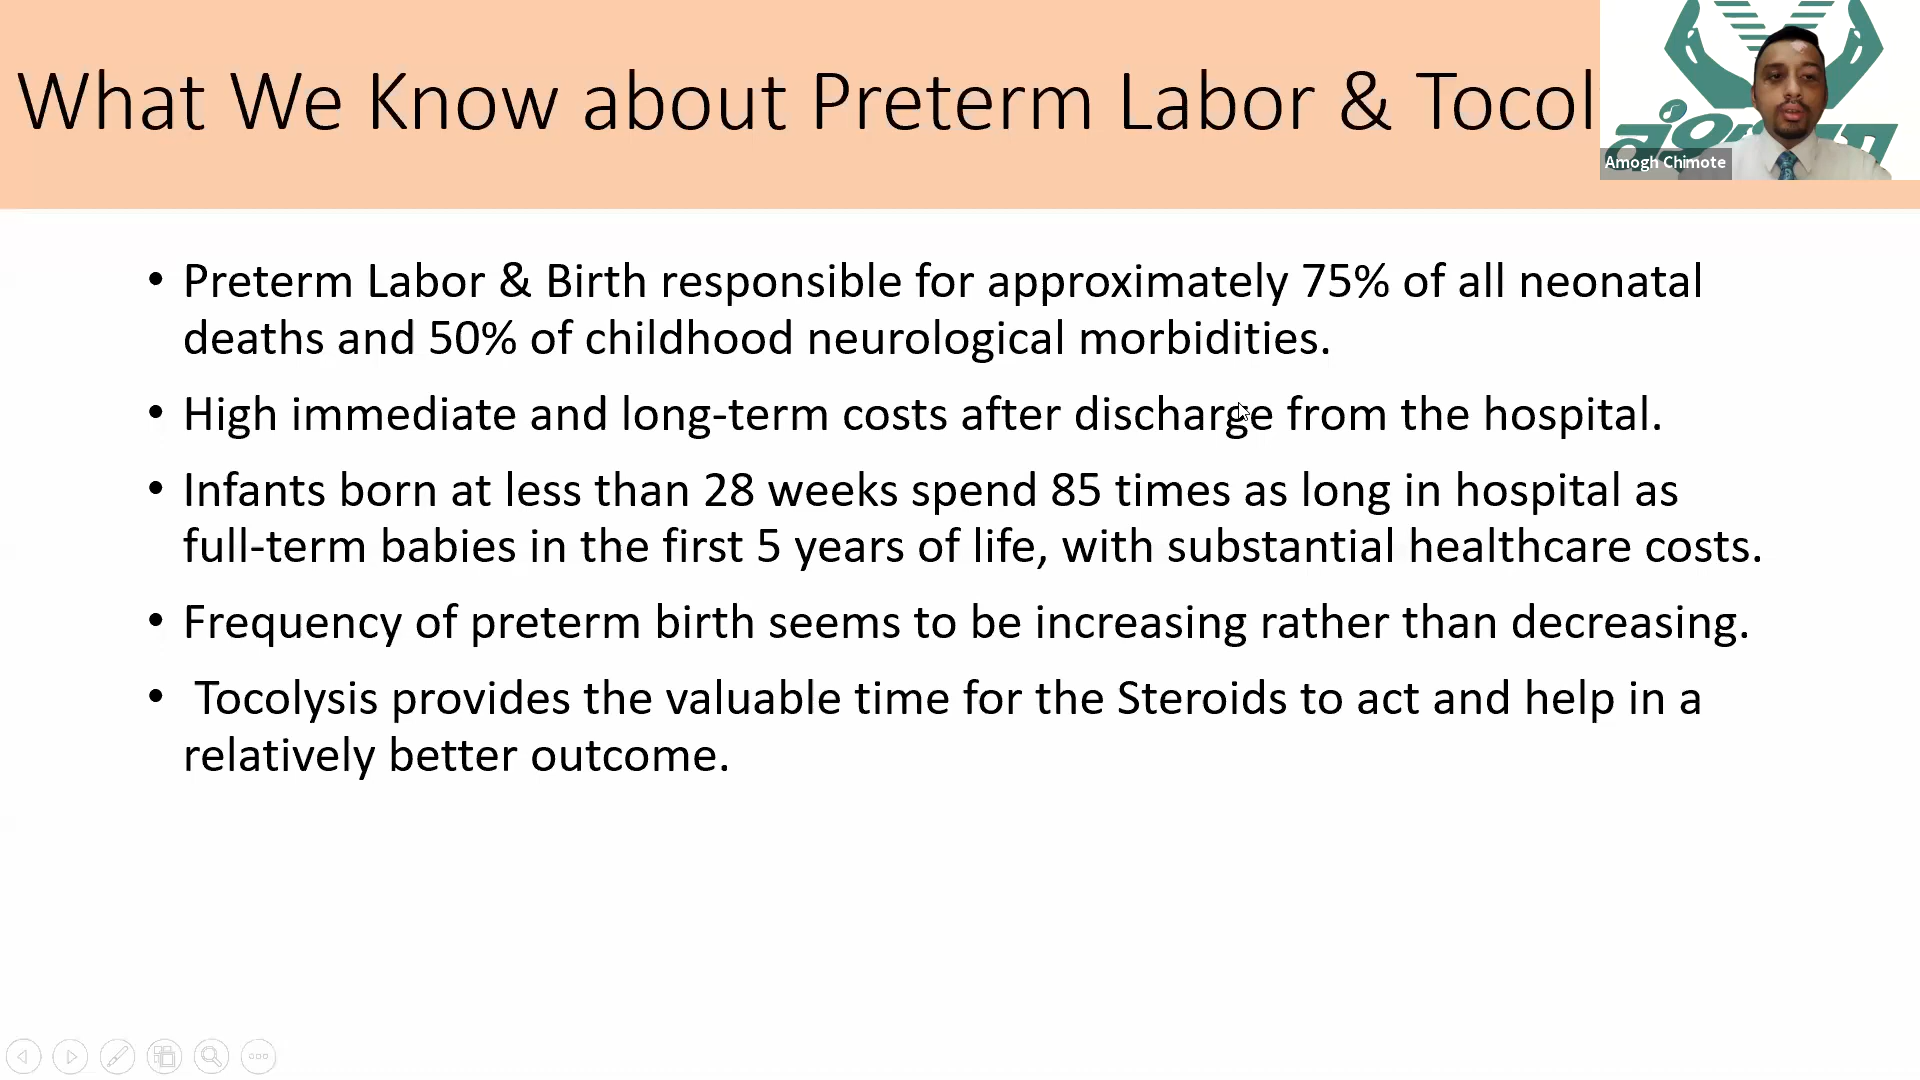 What We Know about Preterm Labor & Tocol
Amogh Chimote
• Preterm Labor & Birth responsible for approximately 75% of all neonatal
deaths and 50% of childhood neurological morbidities.
• High immediate and long-term costs after discharge from the hospital.
• Infants born at less than 28 weeks spend 85 times as long in hospital as
full-term babies in the first 5 years of life, with substantial healthcare costs.
• Frequency of preterm birth seems to be increasing rather than decreasing.
• Tocolysis provides the valuable time for the Steroids to act and help in a
relatively better outcome.